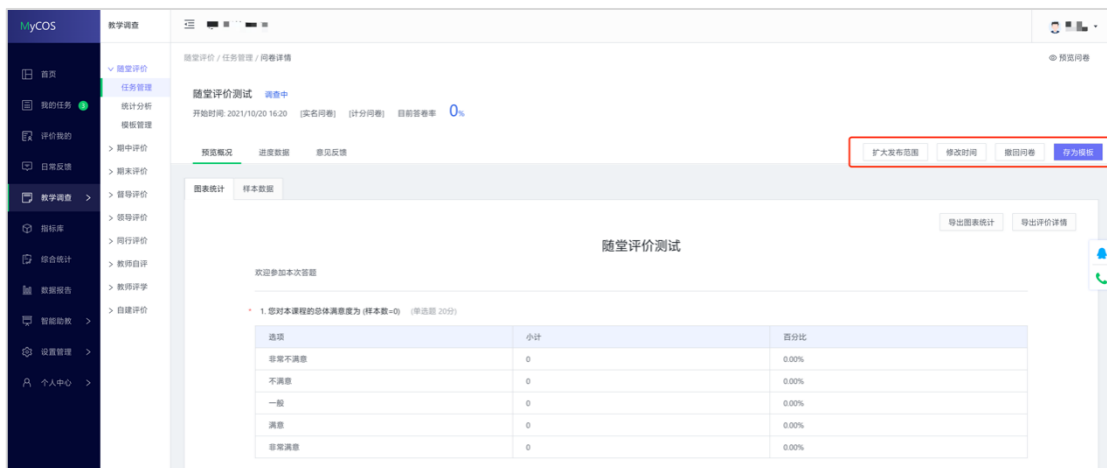 MyCOS
教学调查
随堂评价 / 任务管理 / 问卷详情
预览问卷
首页
我的任务 3
评价我的
日常反馈
教学调查 >
指标库
综合统计
数据报告
智能助教 >
设置管理 >
个人中心 >
随堂评价
任务管理
统计分析
模板管理
> 期中评价
> 期末评价
> 督导评价
> 领导评价
> 同行评价
> 教师自评
> 教师评学
> 自建评价
随堂评价测试 调查中
开始时间: 2021/10/20 16:20 [实名问卷] [计分问卷] 目前答卷率 0%
预览概况 进度数据 意见反馈
扩大发布范围 修改时间 撤回问卷 存为模板
图表统计 样本数据
导出图表统计 导出评价详情
随堂评价测试
欢迎参加本次答题
* 1. 您对本课程的总体满意度为 (样本数=0) (单选题 20分)
选项 小计 百分比
非常不满意 0 0.00%
不满意 0 0.00%
一般 0 0.00%
满意 0 0.00%
非常满意 0 0.00%